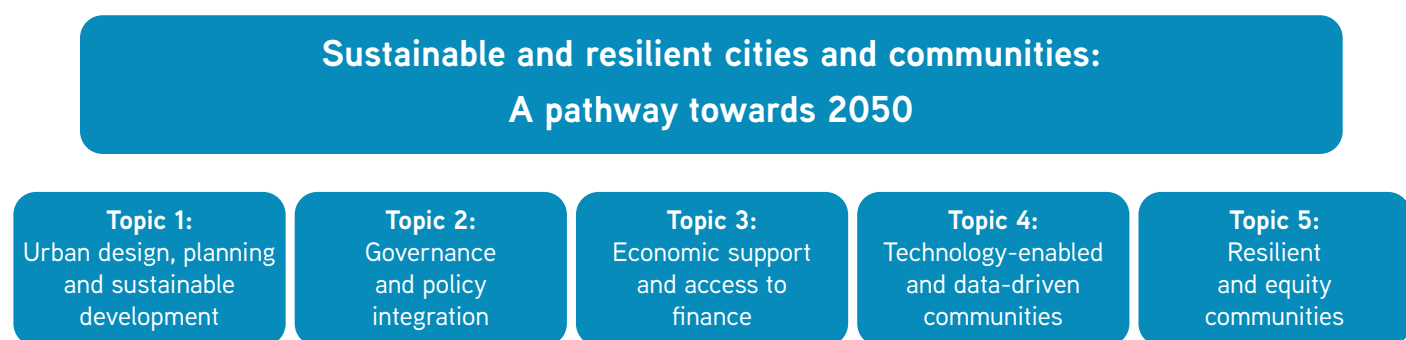 Sustainable and resilient cities and communities:
A pathway towards 2050
Topic 1:
Urban design, planning
and sustainable
development
Topic 2:
Governance
and policy
integration
Topic 3:
Economic support
and access to
finance
Topic 4:
Technology-enabled
and data-driven
communities
Topic 5:
Resilient
and equity
communities